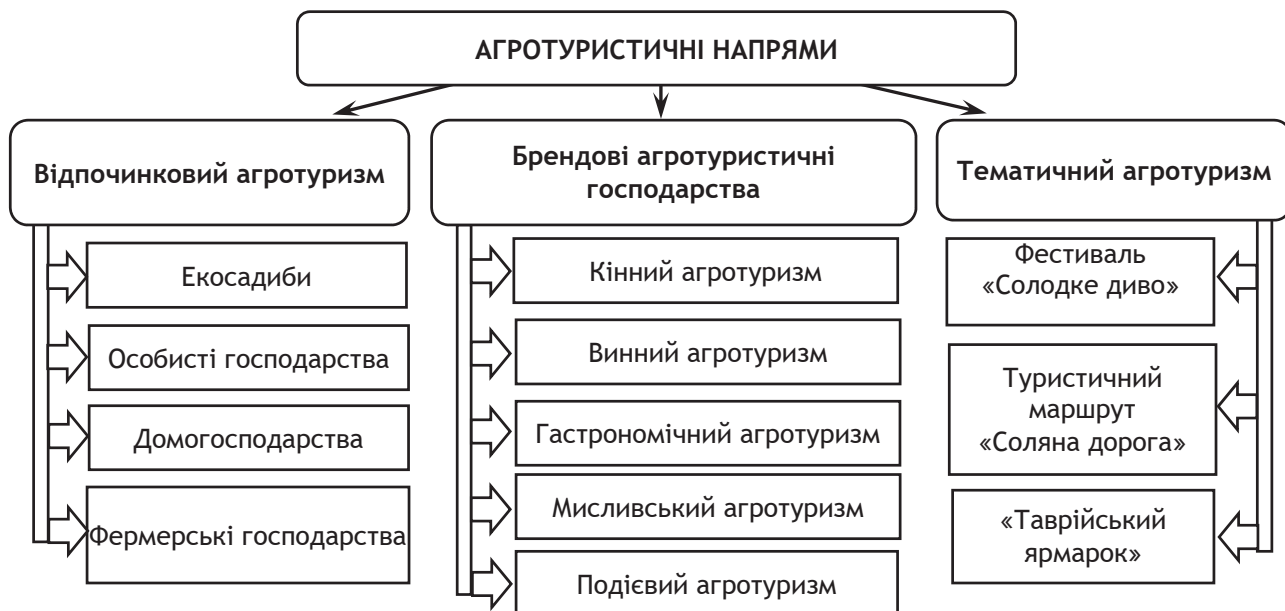 АГРОТУРИСТИЧНІ НАПРЯМИ
Відпочинковий агротуризм
Екосадиби
Особисті господарства
Домогосподарства
Фермерські господарства
Брендові агротуристичні
господарства
Кінний агротуризм
Винний агротуризм
Гастрономічний агротуризм
Мисливський агротуризм
Подієвий агротуризм
Тематичний агротуризм
Фестиваль
«Солодке диво»
Туристичний
маршрут
«Соляна дорога»
«Таврійський
ярмарок»